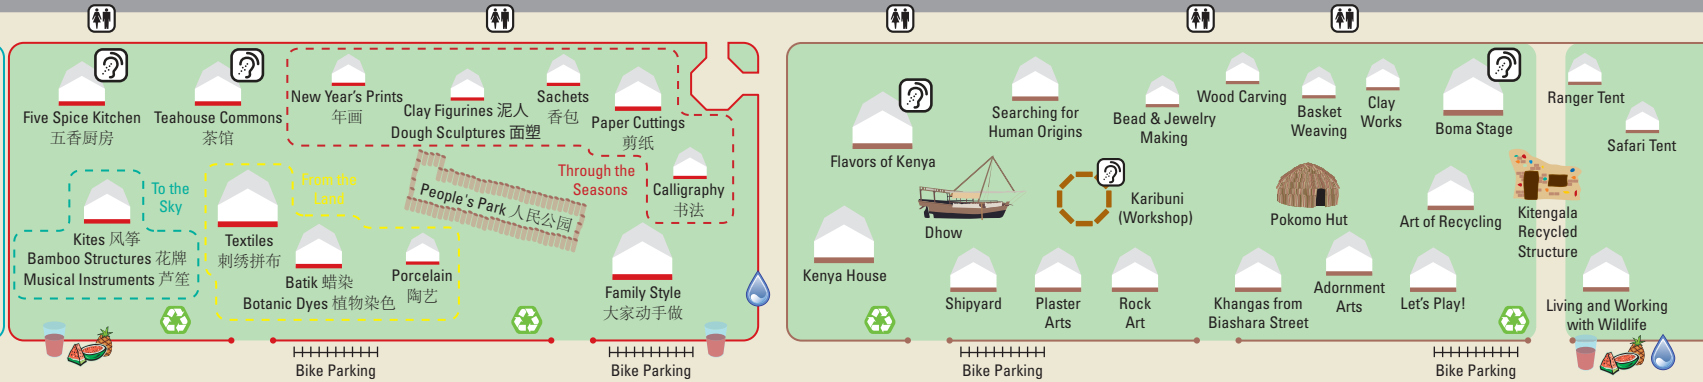 Five Spice Kitchen
五香厨房
Teahouse Commons
茶馆
New Year's Prints
年画
Clay Figurines 泥人
Dough Sculptures 面塑
Sachets
香包
Paper Cuttings
剪纸
Through the
Seasons
Calligraphy
书法
To the
Sky
Kites 风筝
Bamboo Structures 花牌
Musical Instruments 芦笙
From the
Land
Textiles
刺绣拼布
Batik 蜡染
Botanic Dyes 植物染色
Porcelain
陶艺
People's Park 人民公园
Family Style
大家动手做
Bike Parking
Bike Parking
Flavors of Kenya
Searching for
Human Origins
Bead & Jewelry
Making
Wood Carving
Basket
Weaving
Clay
Works
Boma Stage
Ranger Tent
Safari Tent
Kenya House
Dhow
Karibuni
(Workshop)
Pokomo Hut
Art of Recycling
Kitengala
Recycled
Structure
Shipyard
Plaster
Arts
Rock
Art
Khangas from
Biashara Street
Adornment
Arts
Let's Play!
Living and Working
with Wildlife
Bike Parking
Bike Parking